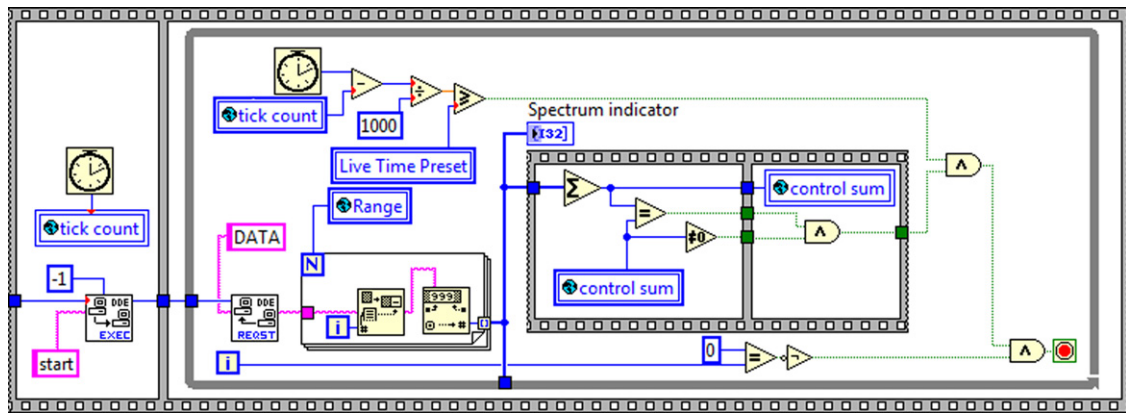 tick count
-1
DDE
EXEC
start
tick count
1000
Live Time Preset
Range
DATA
N
DDE
REQST
i
#
999
#
i
Spectrum indicator
I32
Σ
=
≠0
control sum
control sum
∧
∧
0
=
¬
∧
-
÷
≥